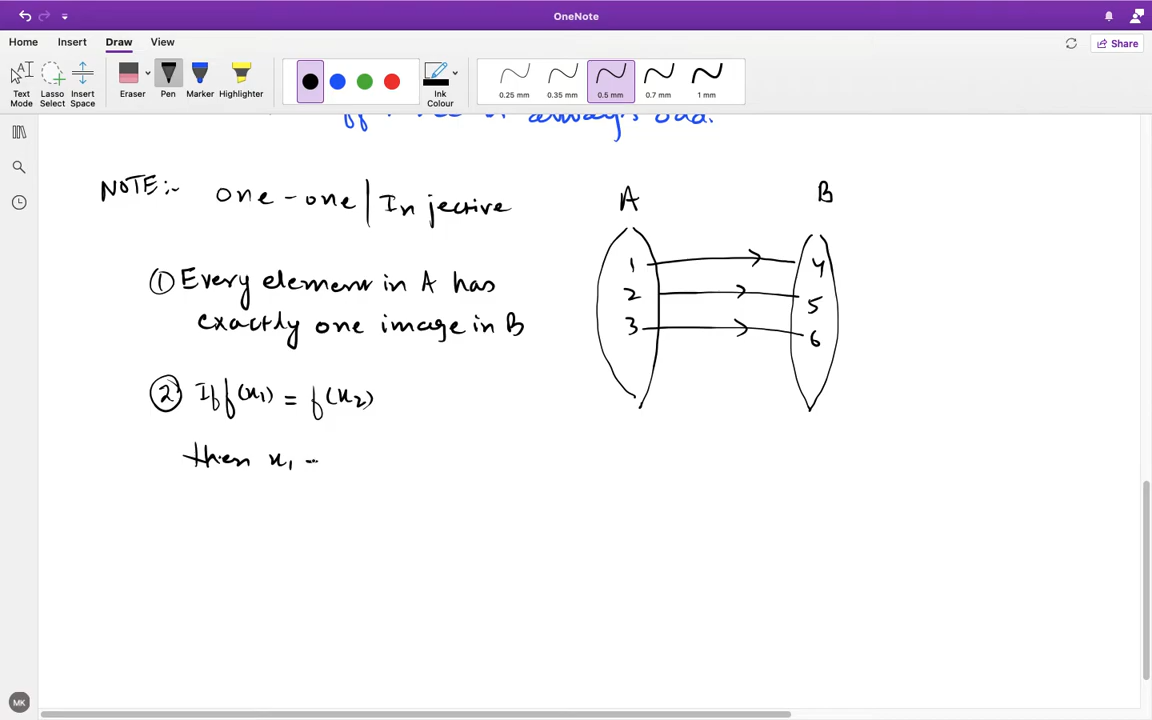 OneNote
Home Insert Draw View Share
Text Mode Lasso Select Insert Space Eraser Pen Marker Highlighter Ink Colour 0.25 mm 0.35 mm 0.5 mm 0.7 mm 1 mm
always odd.
NOTE:- one-one | Injective
A B
① Every element in A has
exactly one image in B
1 4
2 5
3 6
② If f(x₁) = f(x₂)
then x₁ -
MK